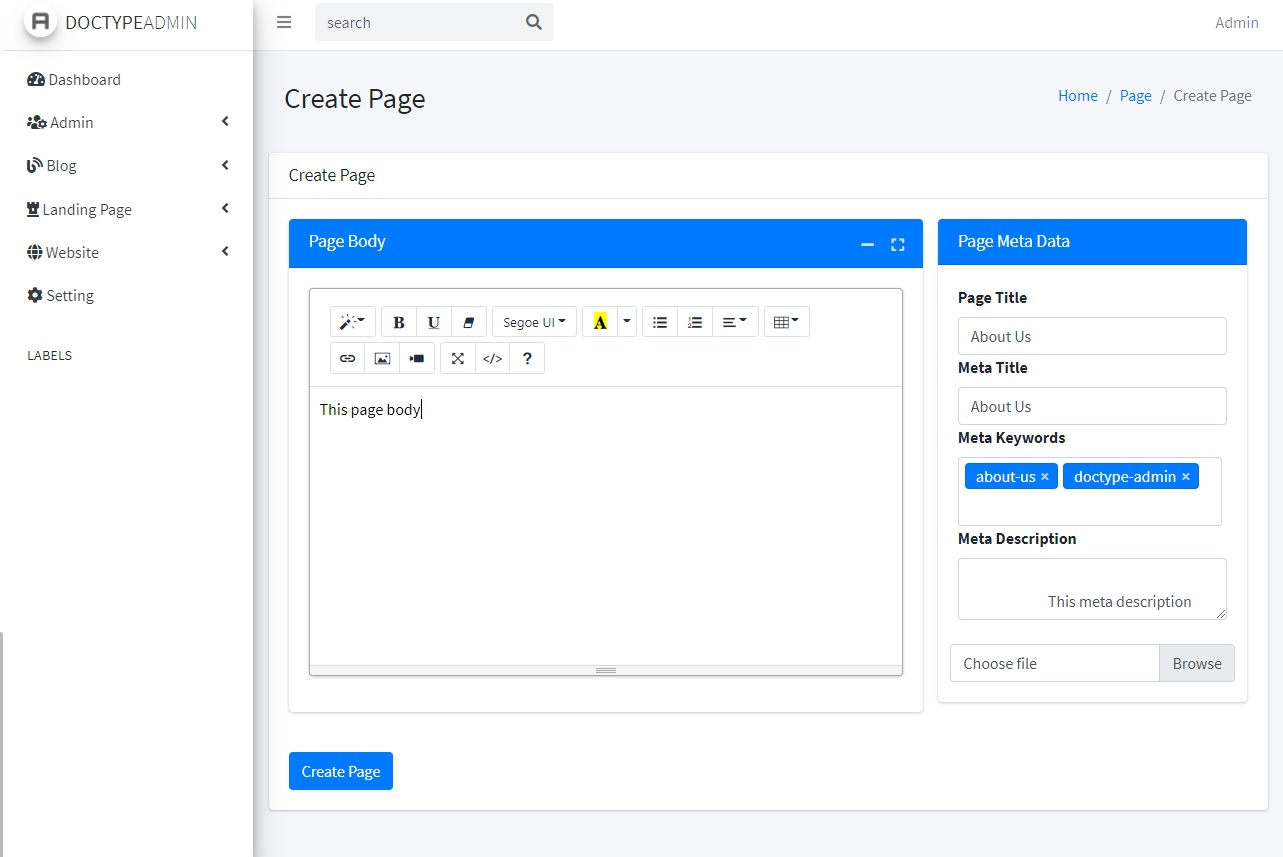 DOCTYPEADMIN
search
Admin
Dashboard
Admin
Blog
Landing Page
Website
Setting
LABELS
Create Page
Home / Page / Create Page
Create Page
Page Body
B U Segoe UI A
</> ?
This page body
Page Meta Data
Page Title
About Us
Meta Title
About Us
Meta Keywords
about-us × doctype-admin ×
Meta Description
This meta description
Choose file Browse
Create Page